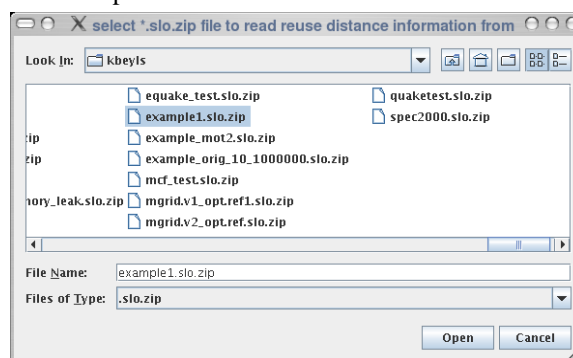 select *.slo.zip file to read reuse distance information from
Look In: kbeyls
equake_test.slo.zip quaketest.slo.zip
example1.slo.zip spec2000.slo.zip
:ip example_mot2.slo.zip
zip example_orig_10_1000000.slo.zip
mcf_test.slo.zip
nory_leak.slo.zip mgrid.v1_opt.ref1.slo.zip
mgrid.v2_opt.ref.slo.zip
File Name: example1.slo.zip
Files of Type: .slo.zip
Open Cancel